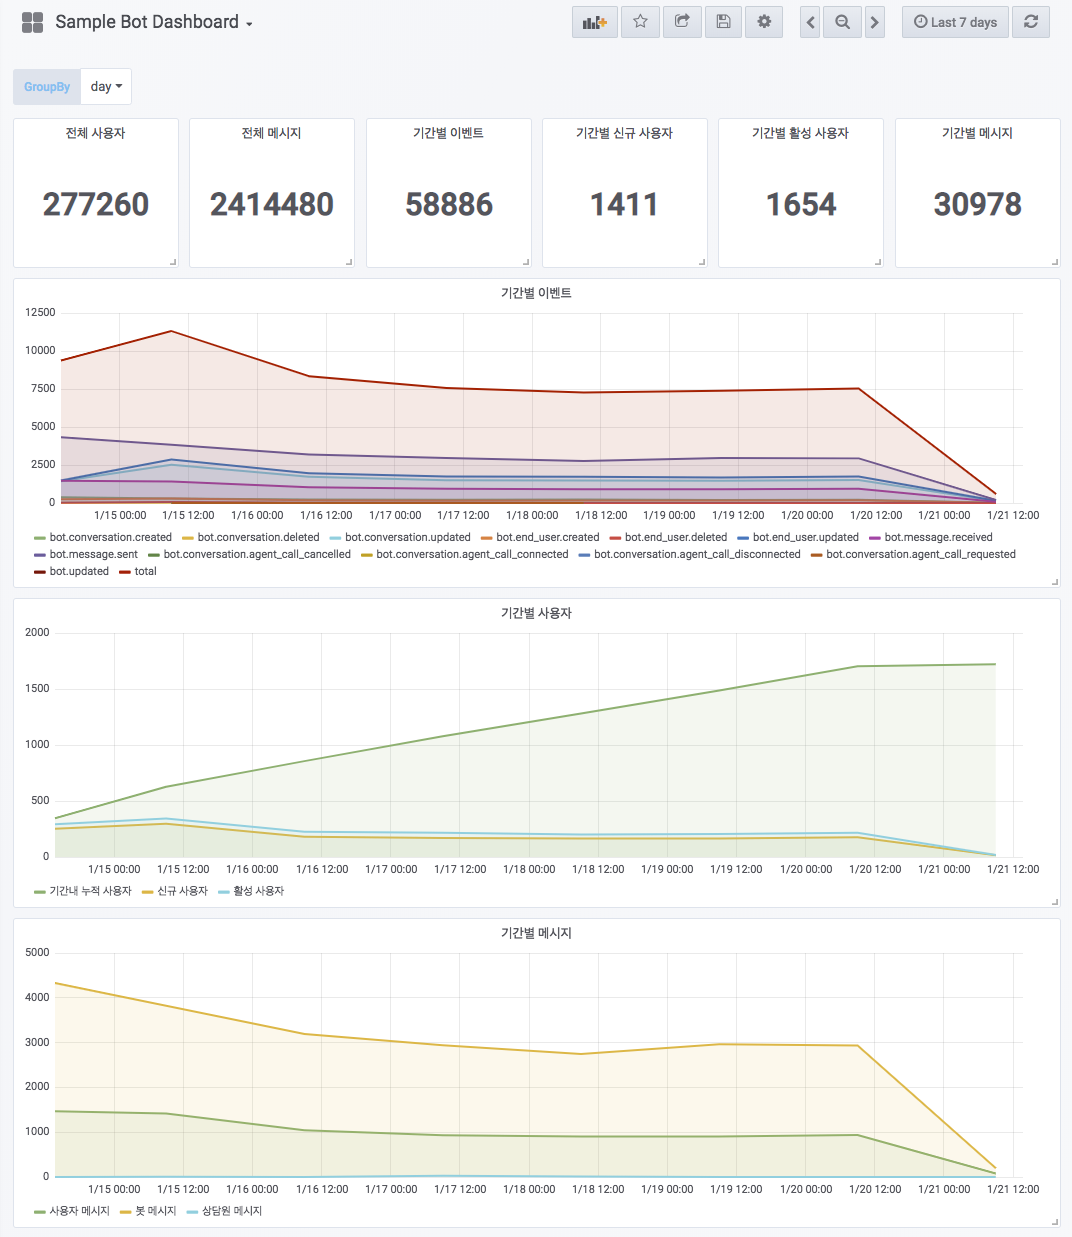 Sample Bot Dashboard
Last 7 days
GroupBy day
전체 사용자
277260
전체 메시지
2414480
기간별 이벤트
58886
기간별 신규 사용자
1411
기간별 활성 사용자
1654
기간별 메시지
30978
기간별 이벤트
12500
10000
7500
5000
2500
0
1/15 00:00 1/15 12:00 1/16 00:00 1/16 12:00 1/17 00:00 1/17 12:00 1/18 00:00 1/18 12:00 1/19 00:00 1/19 12:00 1/20 00:00 1/20 12:00 1/21 00:00 1/21 12:00
bot.conversation.created bot.conversation.deleted bot.conversation.updated bot.end_user.created bot.end_user.deleted bot.end_user.updated bot.message.received
bot.message.sent bot.conversation.agent_call_cancelled bot.conversation.agent_call_connected bot.conversation.agent_call_disconnected bot.conversation.agent_call_requested
bot.updated total
기간별 사용자
2000
1500
1000
500
0
1/15 00:00 1/15 12:00 1/16 00:00 1/16 12:00 1/17 00:00 1/17 12:00 1/18 00:00 1/18 12:00 1/19 00:00 1/19 12:00 1/20 00:00 1/20 12:00 1/21 00:00 1/21 12:00
기간내 누적 사용자 신규 사용자 활성 사용자
기간별 메시지
5000
4000
3000
2000
1000
0
1/15 00:00 1/15 12:00 1/16 00:00 1/16 12:00 1/17 00:00 1/17 12:00 1/18 00:00 1/18 12:00 1/19 00:00 1/19 12:00 1/20 00:00 1/20 12:00 1/21 00:00 1/21 12:00
사용자 메시지 봇 메시지 상담원 메시지